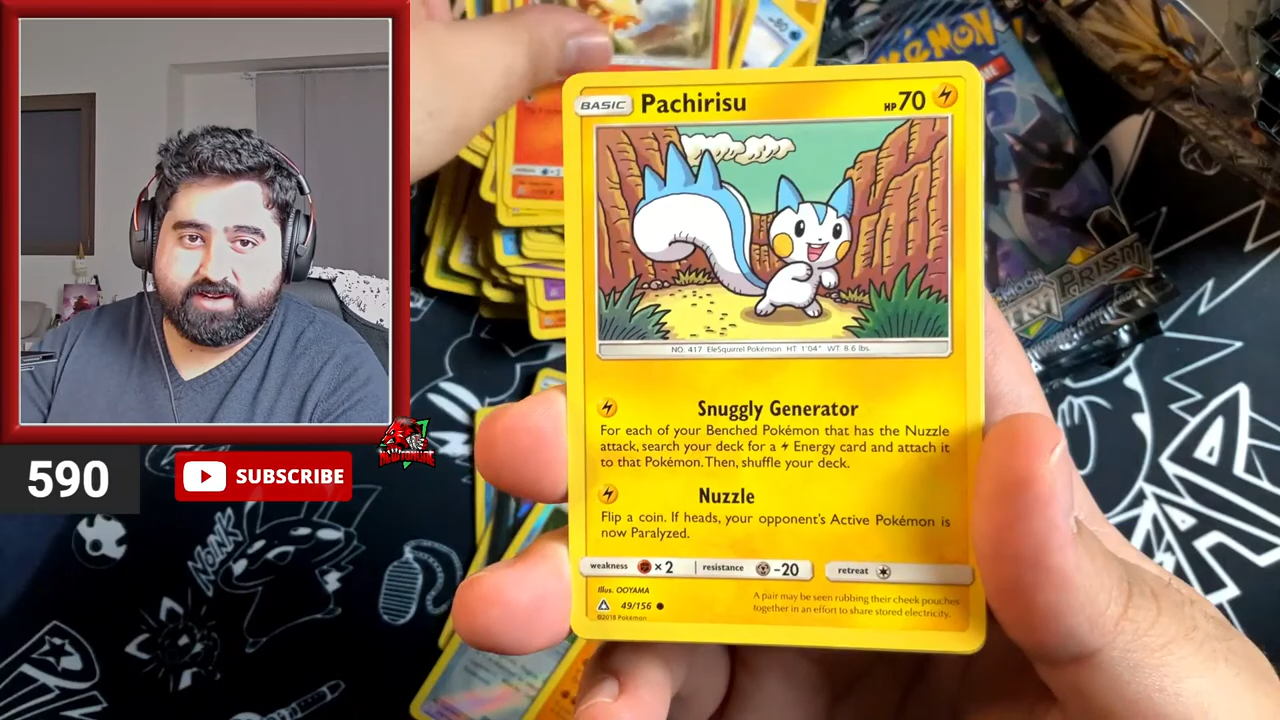 BASIC Pachirisu HP 70
NO. 417 EleSquirrel Pokémon HT: 1'04" WT: 8.6 lbs.
Snuggly Generator
For each of your Benched Pokémon that has the Nuzzle
attack, search your deck for a Energy card and attach it
to that Pokémon. Then, shuffle your deck.
Nuzzle
Flip a coin. If heads, your opponent's Active Pokémon is
now Paralyzed.
weakness ×2 resistance -20 retreat
Illus. OOYAMA
49/156
©2018 Pokémon
A pair may be seen rubbing their cheek pouches
together in an effort to share stored electricity.
590
SUBSCRIBE
NOiNK
PRISM